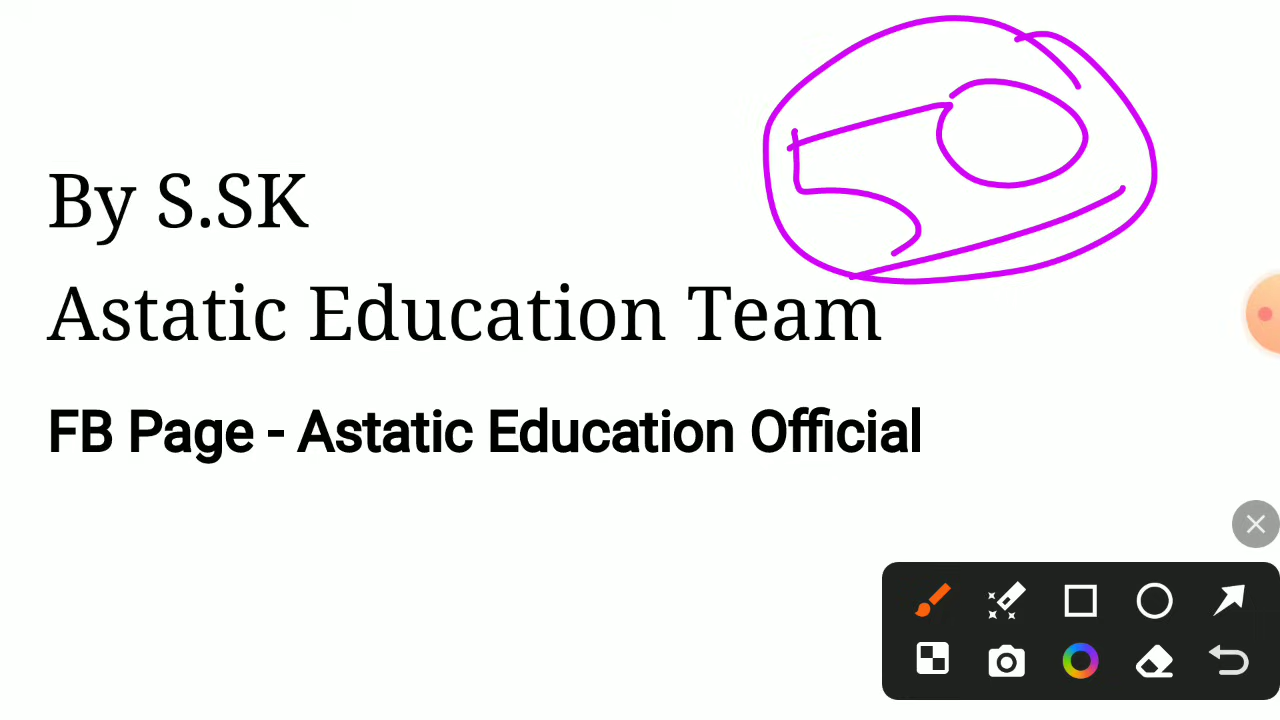 By S.SK
Astatic Education Team
FB Page - Astatic Education Official